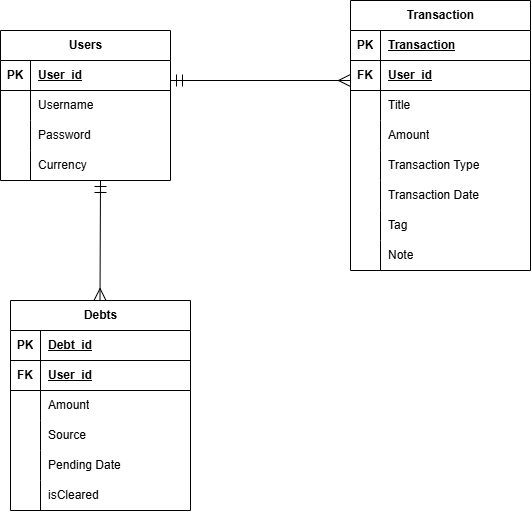 Users
PK User_id
Username
Password
Currency
Transaction
PK Transaction
FK User_id
Title
Amount
Transaction Type
Transaction Date
Tag
Note
Debts
PK Debt_id
FK User_id
Amount
Source
Pending Date
isCleared